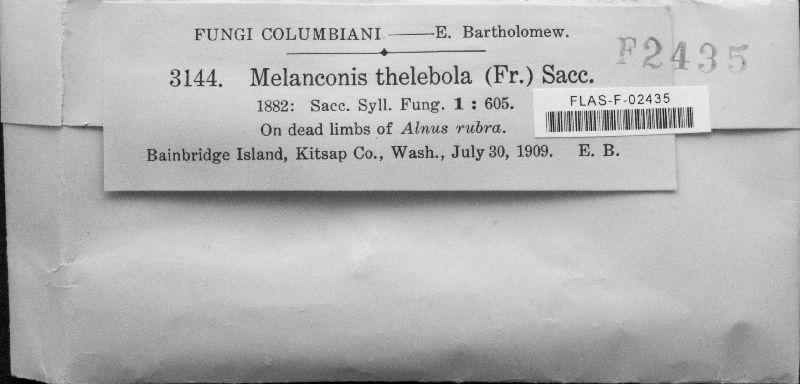 FUNGI COLUMBIANI — E. Bartholomew.
F2435
3144. Melanconis thelebola (Fr.) Sacc.
1882: Sacc. Syll. Fung. 1 : 605.
FLAS-F-02435
On dead limbs of Alnus rubra.
Bainbridge Island, Kitsap Co., Wash., July 30, 1909. E. B.